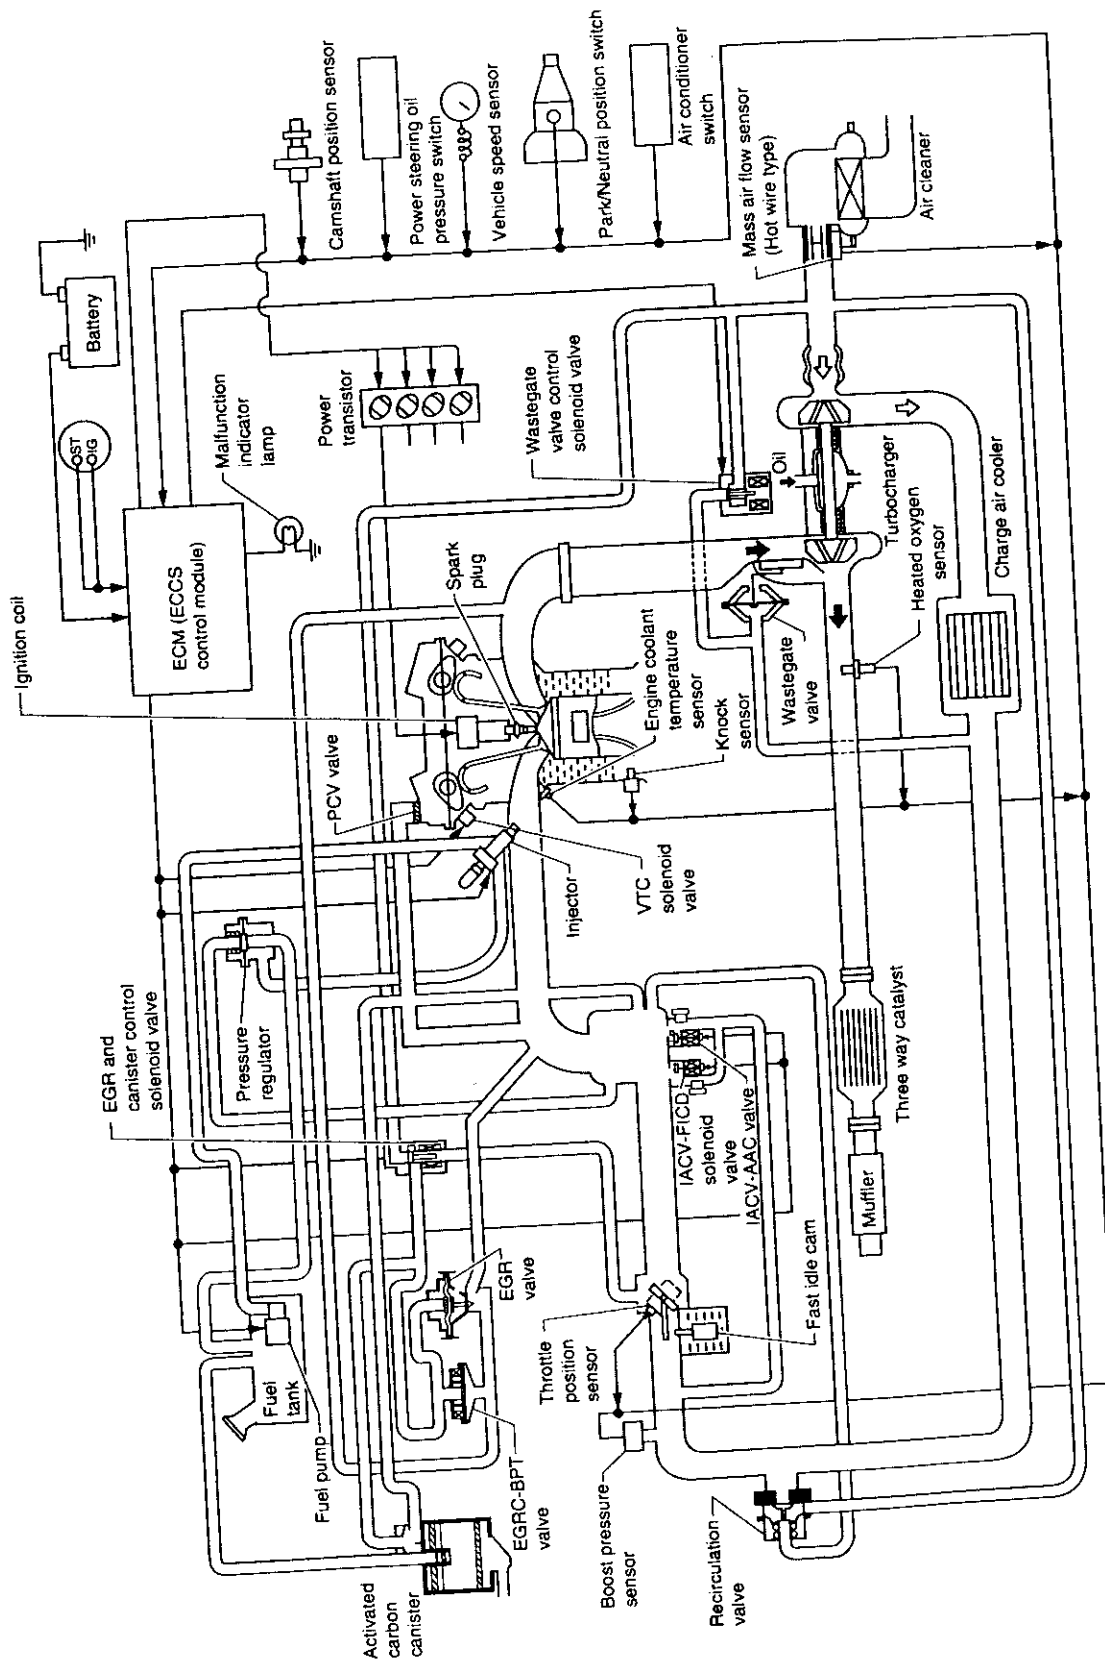 Ignition coil
ECM (ECCS
control module)
OST
OIG
Battery
Malfunction
indicator
lamp
Camshaft position sensor
Power steering oil
pressure switch
Vehicle speed sensor
Park/Neutral position switch
Air conditioner
switch
Power
transistor
Mass air flow sensor
(Hot wire type)
Air cleaner
Wastegate
valve control
solenoid valve
Oil
Turbocharger
Heated oxygen
sensor
Charge air cooler
Spark
plug
Engine coolant
temperature
sensor
Knock
sensor
Wastegate
valve
PCV valve
Injector
VTC
solenoid
valve
EGR and
canister control
solenoid valve
Pressure
regulator
Fuel
tank
Fuel pump
EGR
valve
EGRC-BPT
valve
Activated
carbon
canister
IACV-FICD
solenoid
valve
IACV-AAC valve
Throttle
position
sensor
Fast idle cam
Boost pressure
sensor
Recirculation
valve
Three way catalyst
Muffler